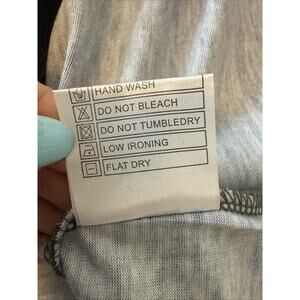 HAND WASH
DO NOT BLEACH
DO NOT TUMBLEDRY
LOW IRONING
FLAT DRY